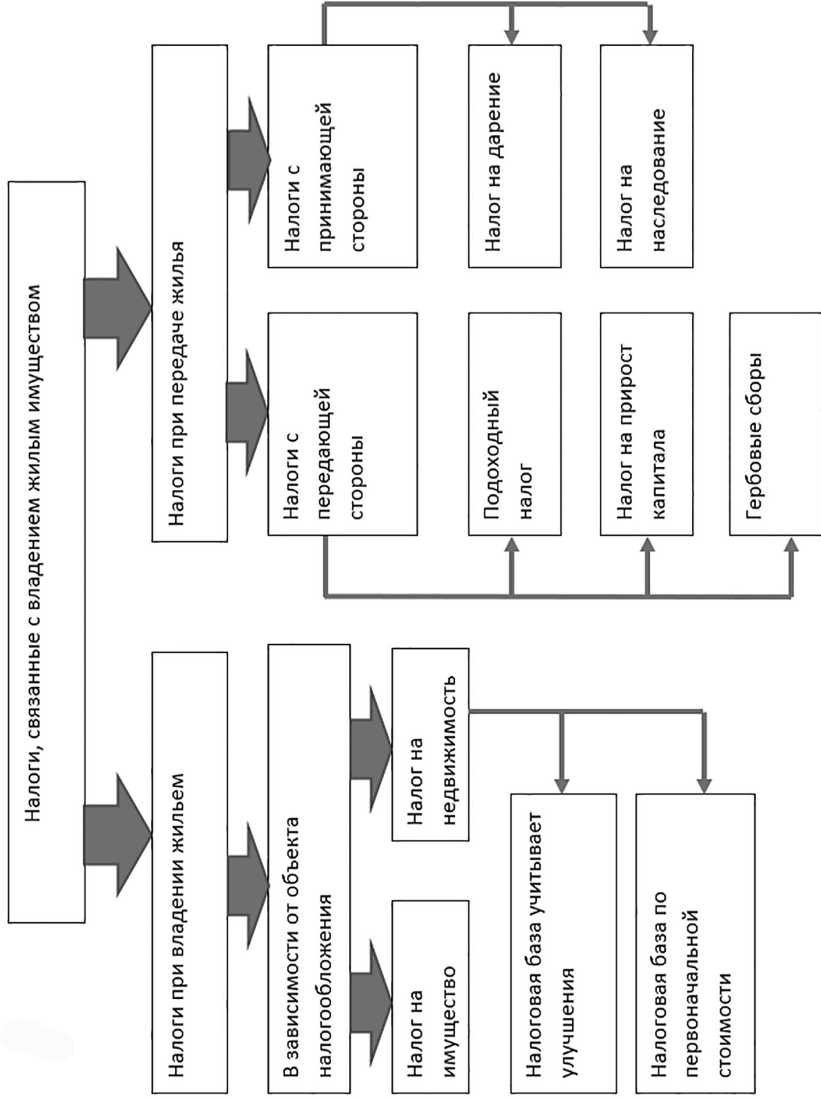 Налоги, связанные с владением жилым имуществом
Налоги при владении жильем
Налоги при передаче жилья
В зависимости от объекта
налогообложения
Налоги с
передающей
стороны
Налоги с
принимающей
стороны
Налог на
имущество
Налог на
недвижимость
Подоходный
налог
Налог на дарение
Налоговая база учитывает
улучшения
Налог на прирост
капитала
Налог на
наследование
Налоговая база по
первоначальной
стоимости
Гербовые сборы